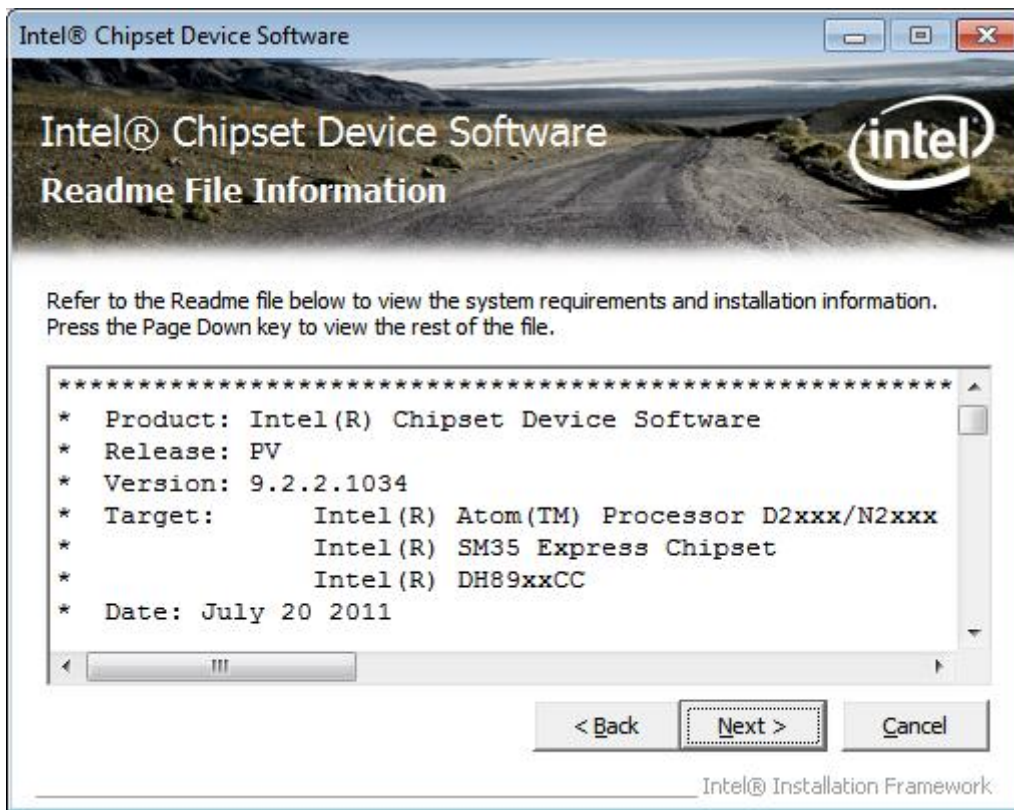 Intel® Chipset Device Software
Intel® Chipset Device Software
intel
Readme File Information
Refer to the Readme file below to view the system requirements and installation information.
Press the Page Down key to view the rest of the file.
********************************************************
*  Product: Intel(R) Chipset Device Software
*  Release: PV
*  Version: 9.2.2.1034
*  Target:      Intel(R) Atom(TM) Processor D2xxx/N2xxx
*               Intel(R) SM35 Express Chipset
*               Intel(R) DH89xxCC
*  Date: July 20 2011
< Back Next > Cancel
Intel® Installation Framework